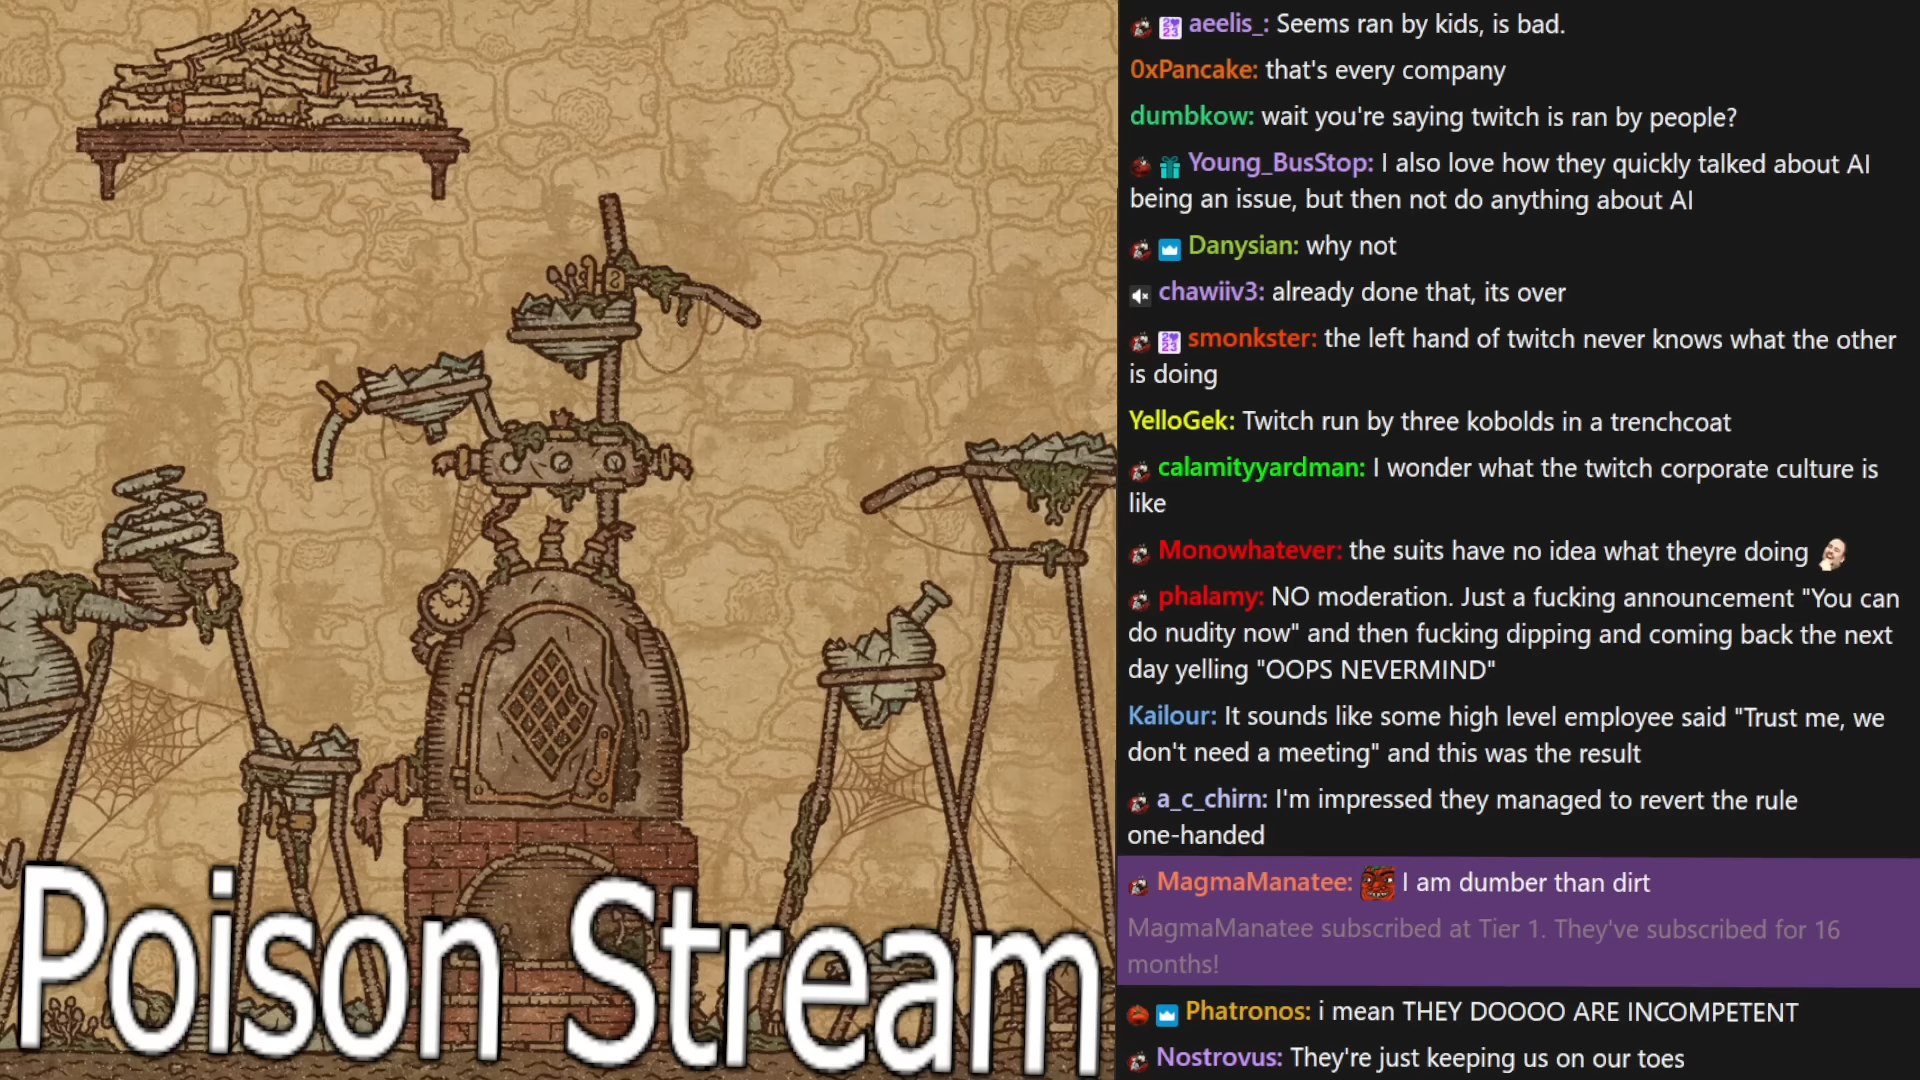 aeelis_: Seems ran by kids, is bad.
0xPancake: that's every company
dumbkow: wait you're saying twitch is ran by people?
Young_BusStop: I also love how they quickly talked about AI
being an issue, but then not do anything about AI
Danysian: why not
chawiiv3: already done that, its over
smonkster: the left hand of twitch never knows what the other
is doing
YelloGek: Twitch run by three kobolds in a trenchcoat
calamityyardman: I wonder what the twitch corporate culture is
like
Monowhatever: the suits have no idea what theyre doing
phalamy: NO moderation. Just a fucking announcement "You can
do nudity now" and then fucking dipping and coming back the next
day yelling "OOPS NEVERMIND"
Kailour: It sounds like some high level employee said "Trust me, we
don't need a meeting" and this was the result
a_c_chirn: I'm impressed they managed to revert the rule
one-handed
MagmaManatee: I am dumber than dirt
MagmaManatee subscribed at Tier 1. They've subscribed for 16
months!
Phatronos: i mean THEY DOOOO ARE INCOMPETENT
Nostrovus: They're just keeping us on our toes
Poison Stream